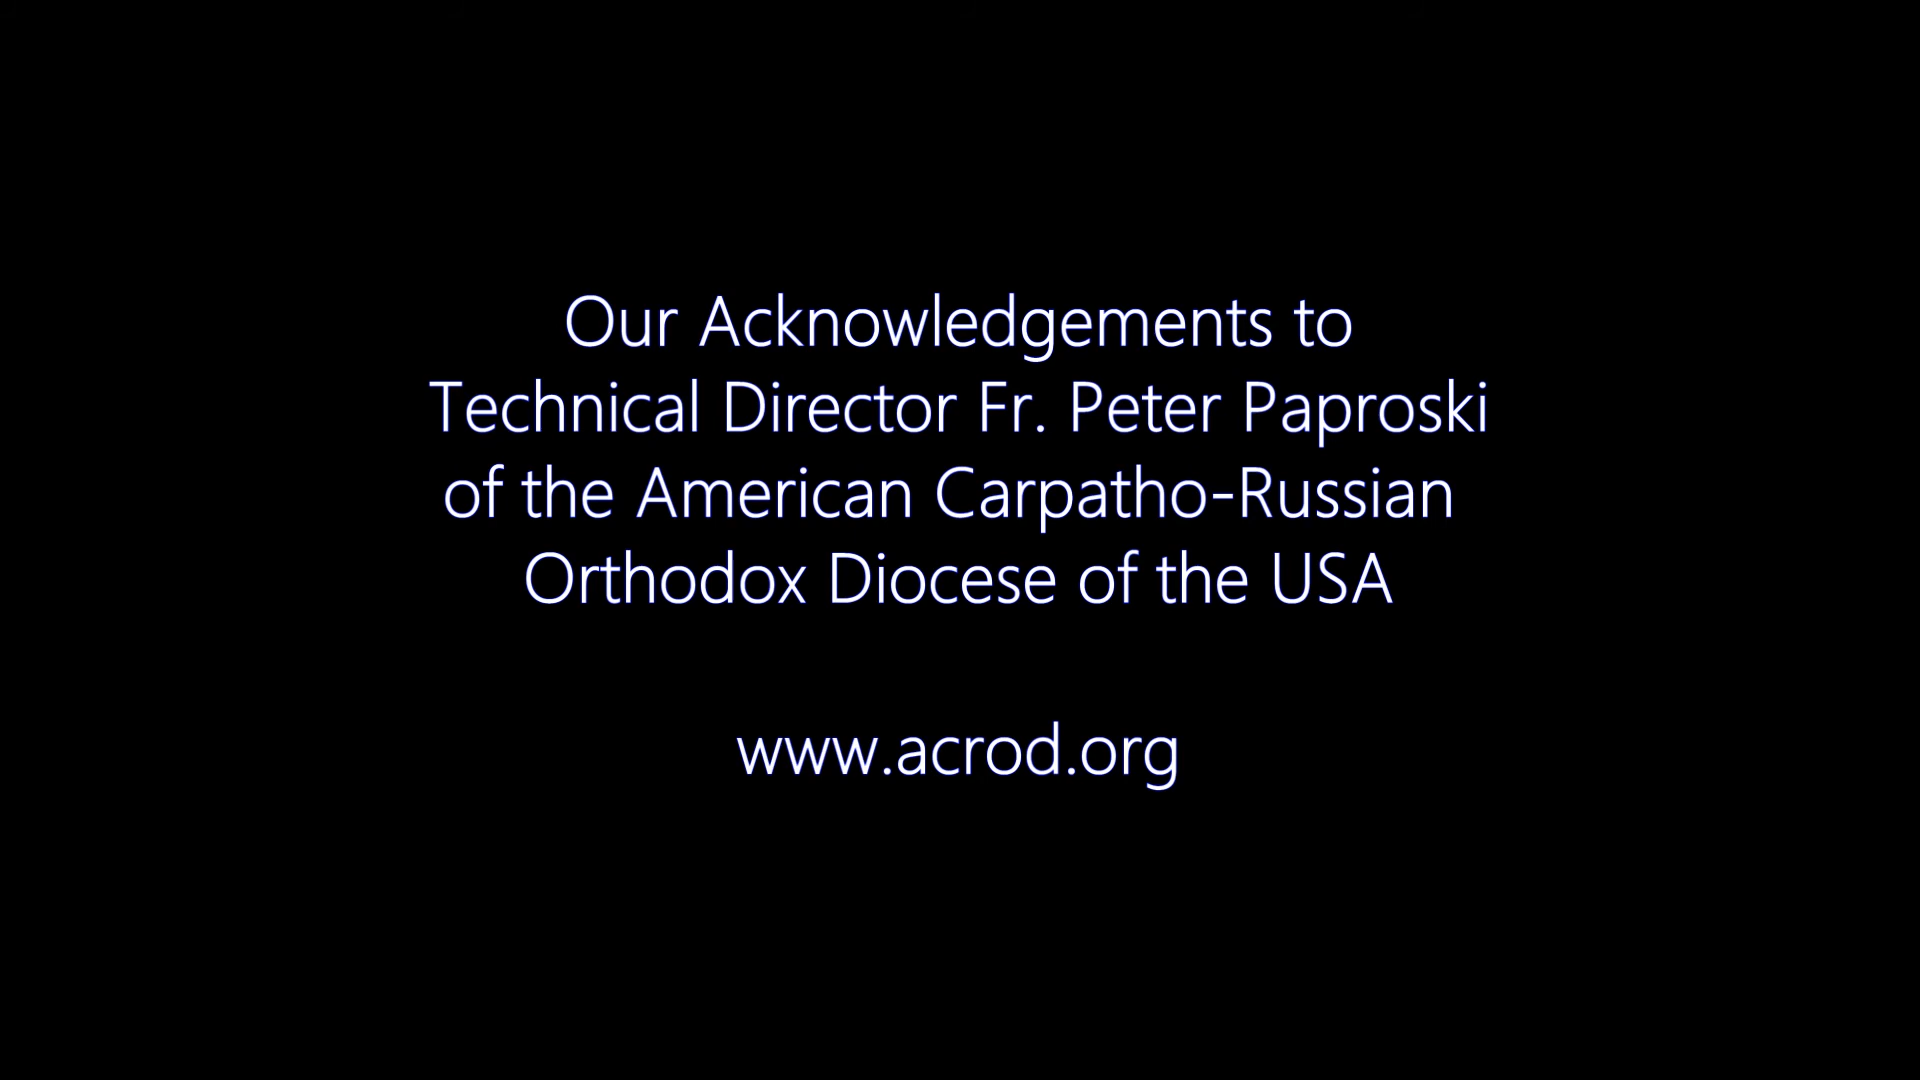 Our Acknowledgements to
Technical Director Fr. Peter Paproski
of the American Carpatho-Russian
Orthodox Diocese of the USA
www.acrod.org